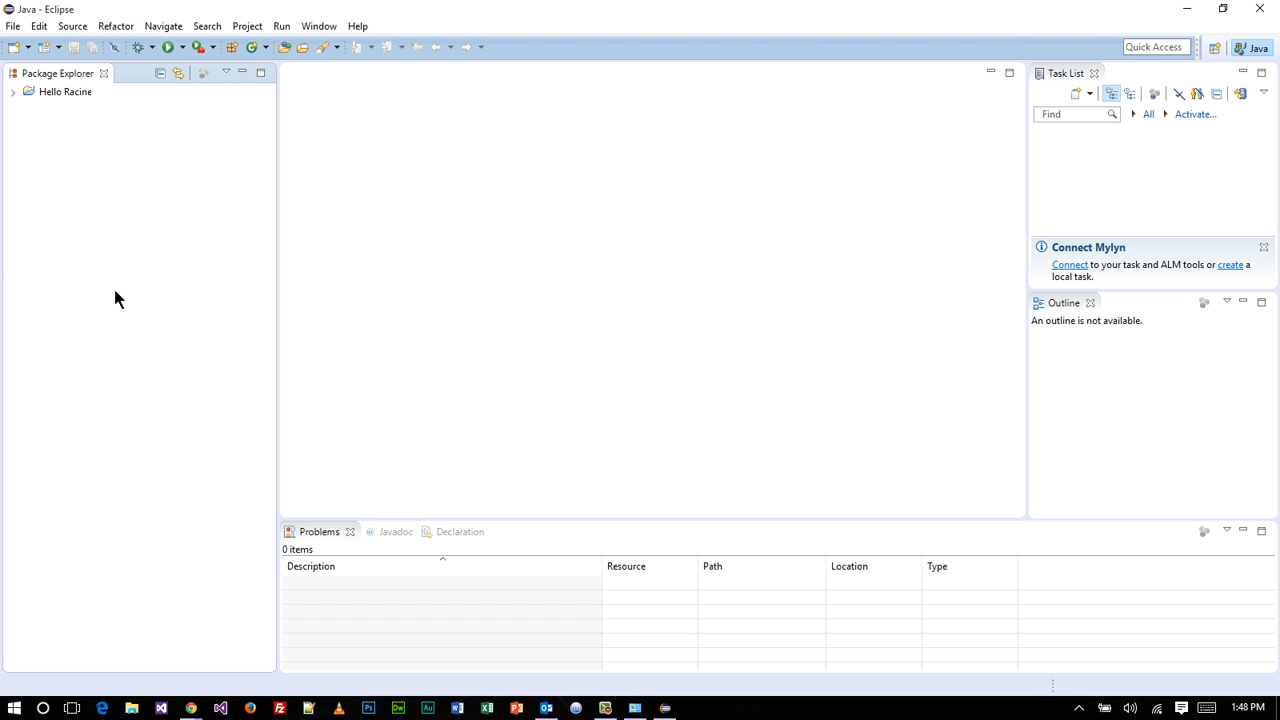 Java - Eclipse
File Edit Source Refactor Navigate Search Project Run Window Help
Quick Access Java
Package Explorer
Hello Racine
Task List
Find All Activate...
Connect Mylyn
Connect to your task and ALM tools or create a
local task.
Outline
An outline is not available.
Problems Javadoc Declaration
0 items
Description Resource Path Location Type
1:48 PM